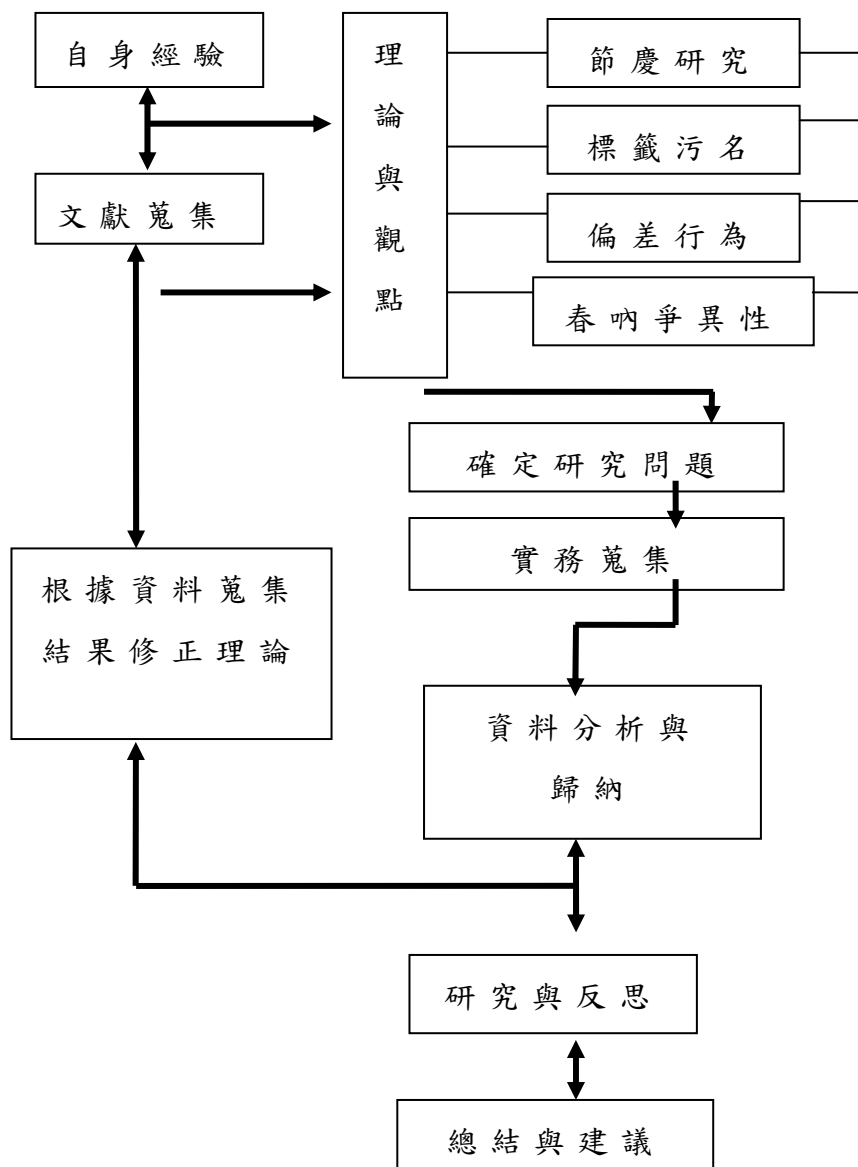 自身經驗
文獻蒐集
理論與觀點
節慶研究
標籤污名
偏差行為
春吶爭異性
確定研究問題
實務蒐集
根據資料蒐集
結果修正理論
資料分析與
歸納
研究與反思
總結與建議